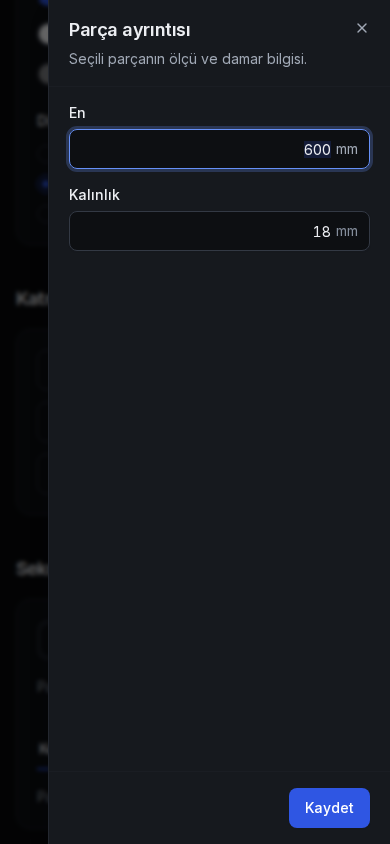 Parça ayrıntısı
Seçili parçanın ölçü ve damar bilgisi.
En
600 mm
Kalınlık
18 mm
Kaydet